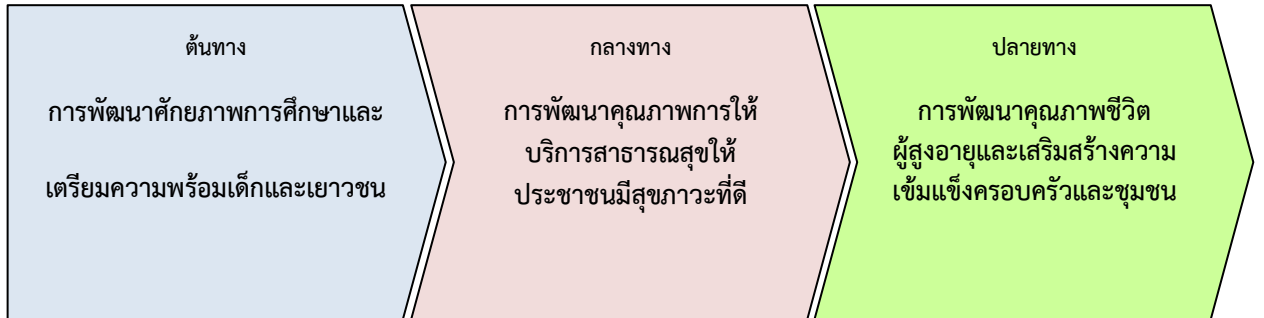 ต้นทาง
การพัฒนาศักยภาพการศึกษาและ
เตรียมความพร้อมเด็กและเยาวชน
กลางทาง
การพัฒนาคุณภาพการให้
บริการสาธารณสุขให้
ประชาชนมีสุขภาวะที่ดี
ปลายทาง
การพัฒนาคุณภาพชีวิต
ผู้สูงอายุและเสริมสร้างความ
เข้มแข็งครอบครัวและชุมชน